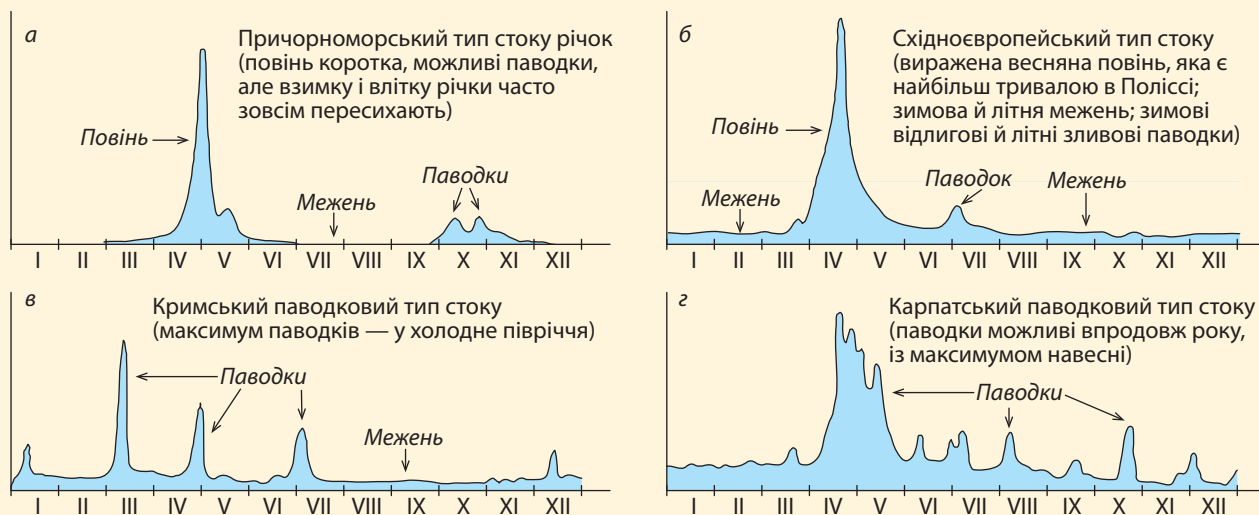 а
Причорноморський тип стоку річок
(повінь коротка, можливі паводки,
але взимку і влітку річки часто
зовсім пересихають)
Повінь
Межень
Паводки
I II III IV V VI VII VIII IX X XI XII
б
Східноєвропейський тип стоку
(виражена весняна повінь, яка є
найбільш тривалою в Поліссі;
зимова й літня межень; зимові
відлигові й літні зливові паводки)
Повінь
Межень
Паводок
Межень
I II III IV V VI VII VIII IX X XI XII
в
Кримський паводковий тип стоку
(максимум паводків — у холодне півріччя)
Паводки
Межень
I II III IV V VI VII VIII IX X XI XII
г
Карпатський паводковий тип стоку
(паводки можливі впродовж року,
із максимумом навесні)
Паводки
I II III IV V VI VII VIII IX X XI XII